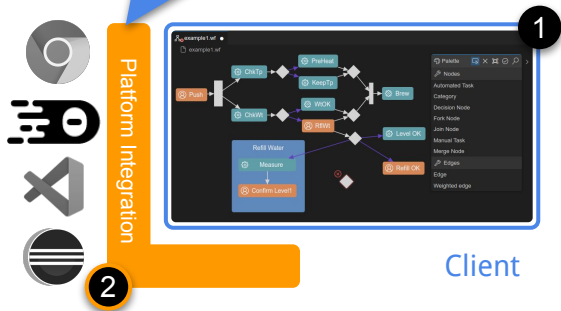 1
example1.wf
example1.wf
Platform Integration
Push
ChkTp
ChkWt
PreHeat
KeepTp
WtOK
RflWt
Brew
Level OK
Refill OK
Refill Water
Measure
Confirm Level1
Palette
Nodes
Automated Task
Category
Decision Node
Fork Node
Join Node
Manual Task
Merge Node
Edges
Edge
Weighted edge
2
Client